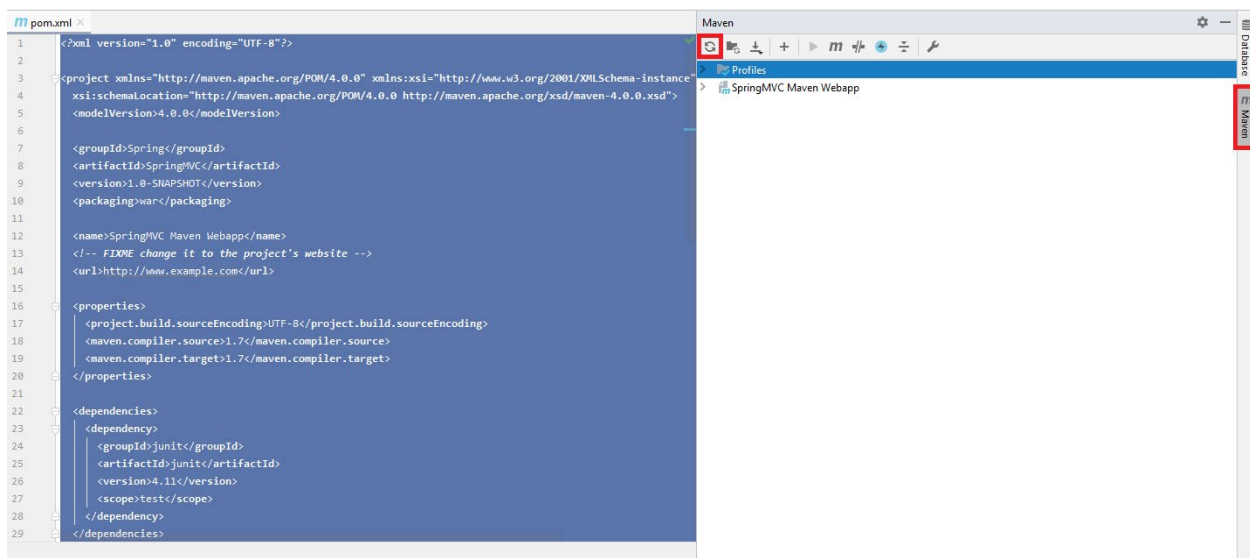 m pom.xml
1 <?xml version="1.0" encoding="UTF-8"?>
2
3 <project xmlns="http://maven.apache.org/POM/4.0.0" xmlns:xsi="http://www.w3.org/2001/XMLSchema-instance"
4 xsi:schemaLocation="http://maven.apache.org/POM/4.0.0 http://maven.apache.org/xsd/maven-4.0.0.xsd">
5 <modelVersion>4.0.0</modelVersion>
6
7 <groupId>Spring</groupId>
8 <artifactId>SpringMVC</artifactId>
9 <version>1.0-SNAPSHOT</version>
10 <packaging>war</packaging>
11
12 <name>SpringMVC Maven Webapp</name>
13 <!-- FIXME change it to the project's website -->
14 <url>http://www.example.com</url>
15
16 <properties>
17 <project.build.sourceEncoding>UTF-8</project.build.sourceEncoding>
18 <maven.compiler.source>1.7</maven.compiler.source>
19 <maven.compiler.target>1.7</maven.compiler.target>
20 </properties>
21
22 <dependencies>
23 <dependency>
24 <groupId>junit</groupId>
25 <artifactId>junit</artifactId>
26 <version>4.11</version>
27 <scope>test</scope>
28 </dependency>
29 </dependencies>
Maven
m
Profiles
SpringMVC Maven Webapp
Database
m Maven